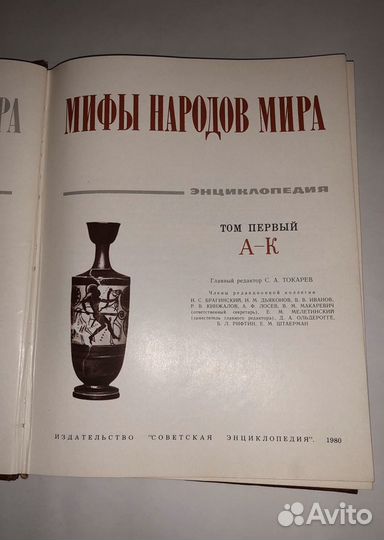 РА
МИФЫ НАРОДОВ МИРА
ЭНЦИКЛОПЕДИЯ
ТОМ ПЕРВЫЙ
А–К
Главный редактор С. А. ТОКАРЕВ
Члены редакционной коллегии
И. С. БРАГИНСКИЙ, И. М. ДЬЯКОНОВ, В. В. ИВАНОВ,
Р. В. КИНЖАЛОВ, А. Ф. ЛОСЕВ, В. М. МАКАРЕВИЧ
(ответственный секретарь), Е. М. МЕЛЕТИНСКИЙ
(заместитель главного редактора), Д. А. ОЛЬДЕРОГГЕ,
Б. Л. РИФТИН, Е. М. ШТАЕРМАН
ИЗДАТЕЛЬСТВО "СОВЕТСКАЯ ЭНЦИКЛОПЕДИЯ". 1980
Avito